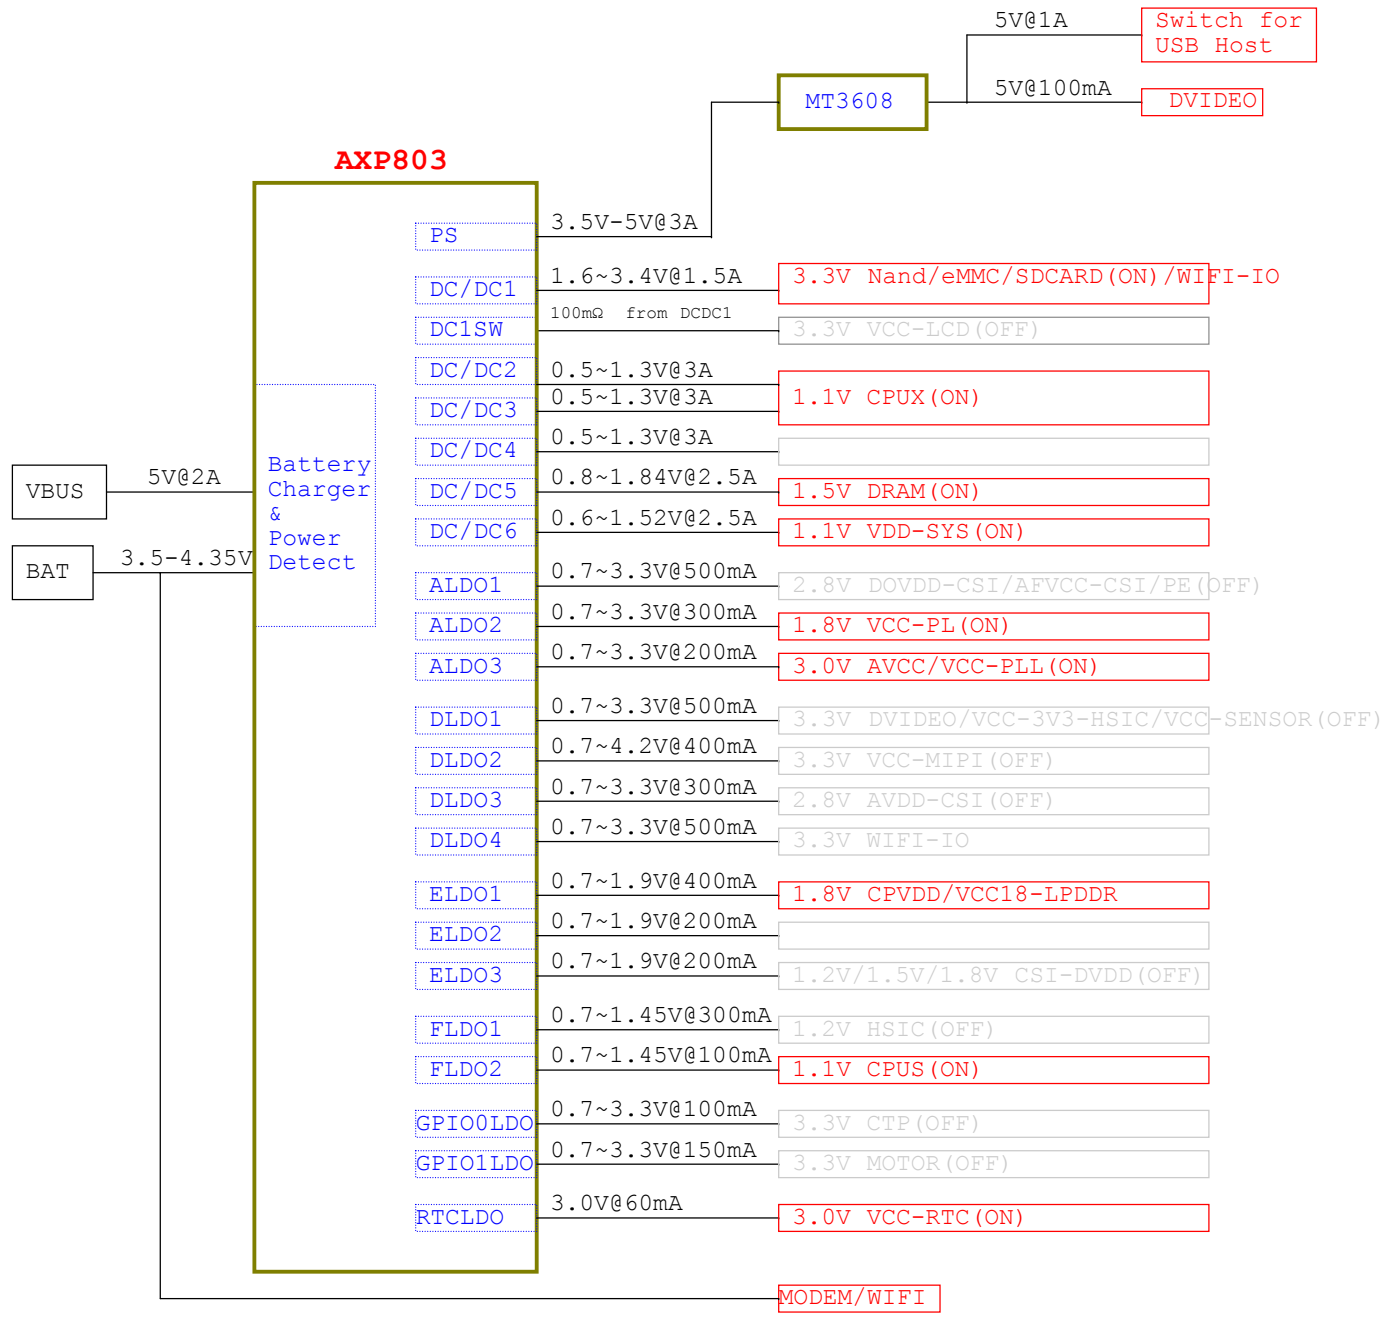 5V@1A
Switch for
USB Host
MT3608
5V@100mA
DVIDEO
AXP803
PS
3.5V-5V@3A
DC/DC1
1.6~3.4V@1.5A
3.3V Nand/eMMC/SDCARD(ON)/WIFI-IO
DC1SW
100mΩ from DCDC1
3.3V VCC-LCD(OFF)
DC/DC2
0.5~1.3V@3A
DC/DC3
0.5~1.3V@3A
1.1V CPUX(ON)
DC/DC4
0.5~1.3V@3A
VBUS
5V@2A
Battery
Charger
&
Power
Detect
DC/DC5
0.8~1.84V@2.5A
1.5V DRAM(ON)
DC/DC6
0.6~1.52V@2.5A
1.1V VDD-SYS(ON)
BAT
3.5-4.35V
ALDO1
0.7~3.3V@500mA
2.8V DOVDD-CSI/AFVCC-CSI/PE(OFF)
ALDO2
0.7~3.3V@300mA
1.8V VCC-PL(ON)
ALDO3
0.7~3.3V@200mA
3.0V AVCC/VCC-PLL(ON)
DLDO1
0.7~3.3V@500mA
3.3V DVIDEO/VCC-3V3-HSIC/VCC-SENSOR(OFF)
DLDO2
0.7~4.2V@400mA
3.3V VCC-MIPI(OFF)
DLDO3
0.7~3.3V@300mA
2.8V AVDD-CSI(OFF)
DLDO4
0.7~3.3V@500mA
3.3V WIFI-IO
ELDO1
0.7~1.9V@400mA
1.8V CPVDD/VCC18-LPDDR
ELDO2
0.7~1.9V@200mA
ELDO3
0.7~1.9V@200mA
1.2V/1.5V/1.8V CSI-DVDD(OFF)
FLDO1
0.7~1.45V@300mA
1.2V HSIC(OFF)
FLDO2
0.7~1.45V@100mA
1.1V CPUS(ON)
GPIO0LDO
0.7~3.3V@100mA
3.3V CTP(OFF)
GPIO1LDO
0.7~3.3V@150mA
3.3V MOTOR(OFF)
RTCLDO
3.0V@60mA
3.0V VCC-RTC(ON)
MODEM/WIFI